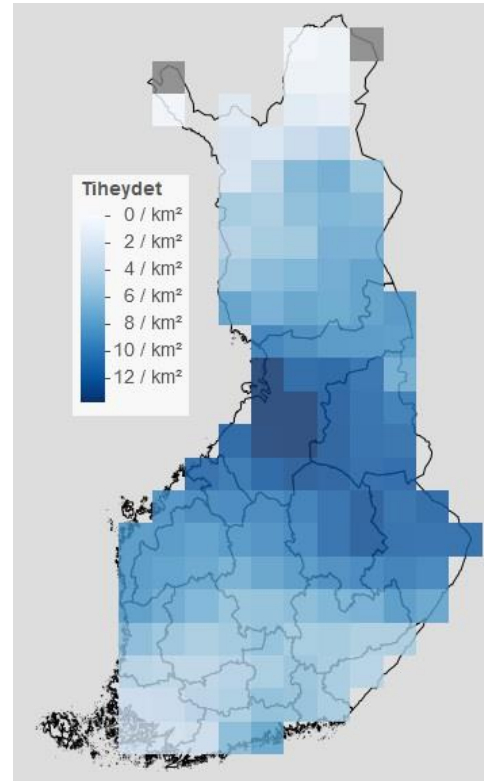 Tiheydet
0 / km²
2 / km²
4 / km²
6 / km²
8 / km²
10 / km²
12 / km²